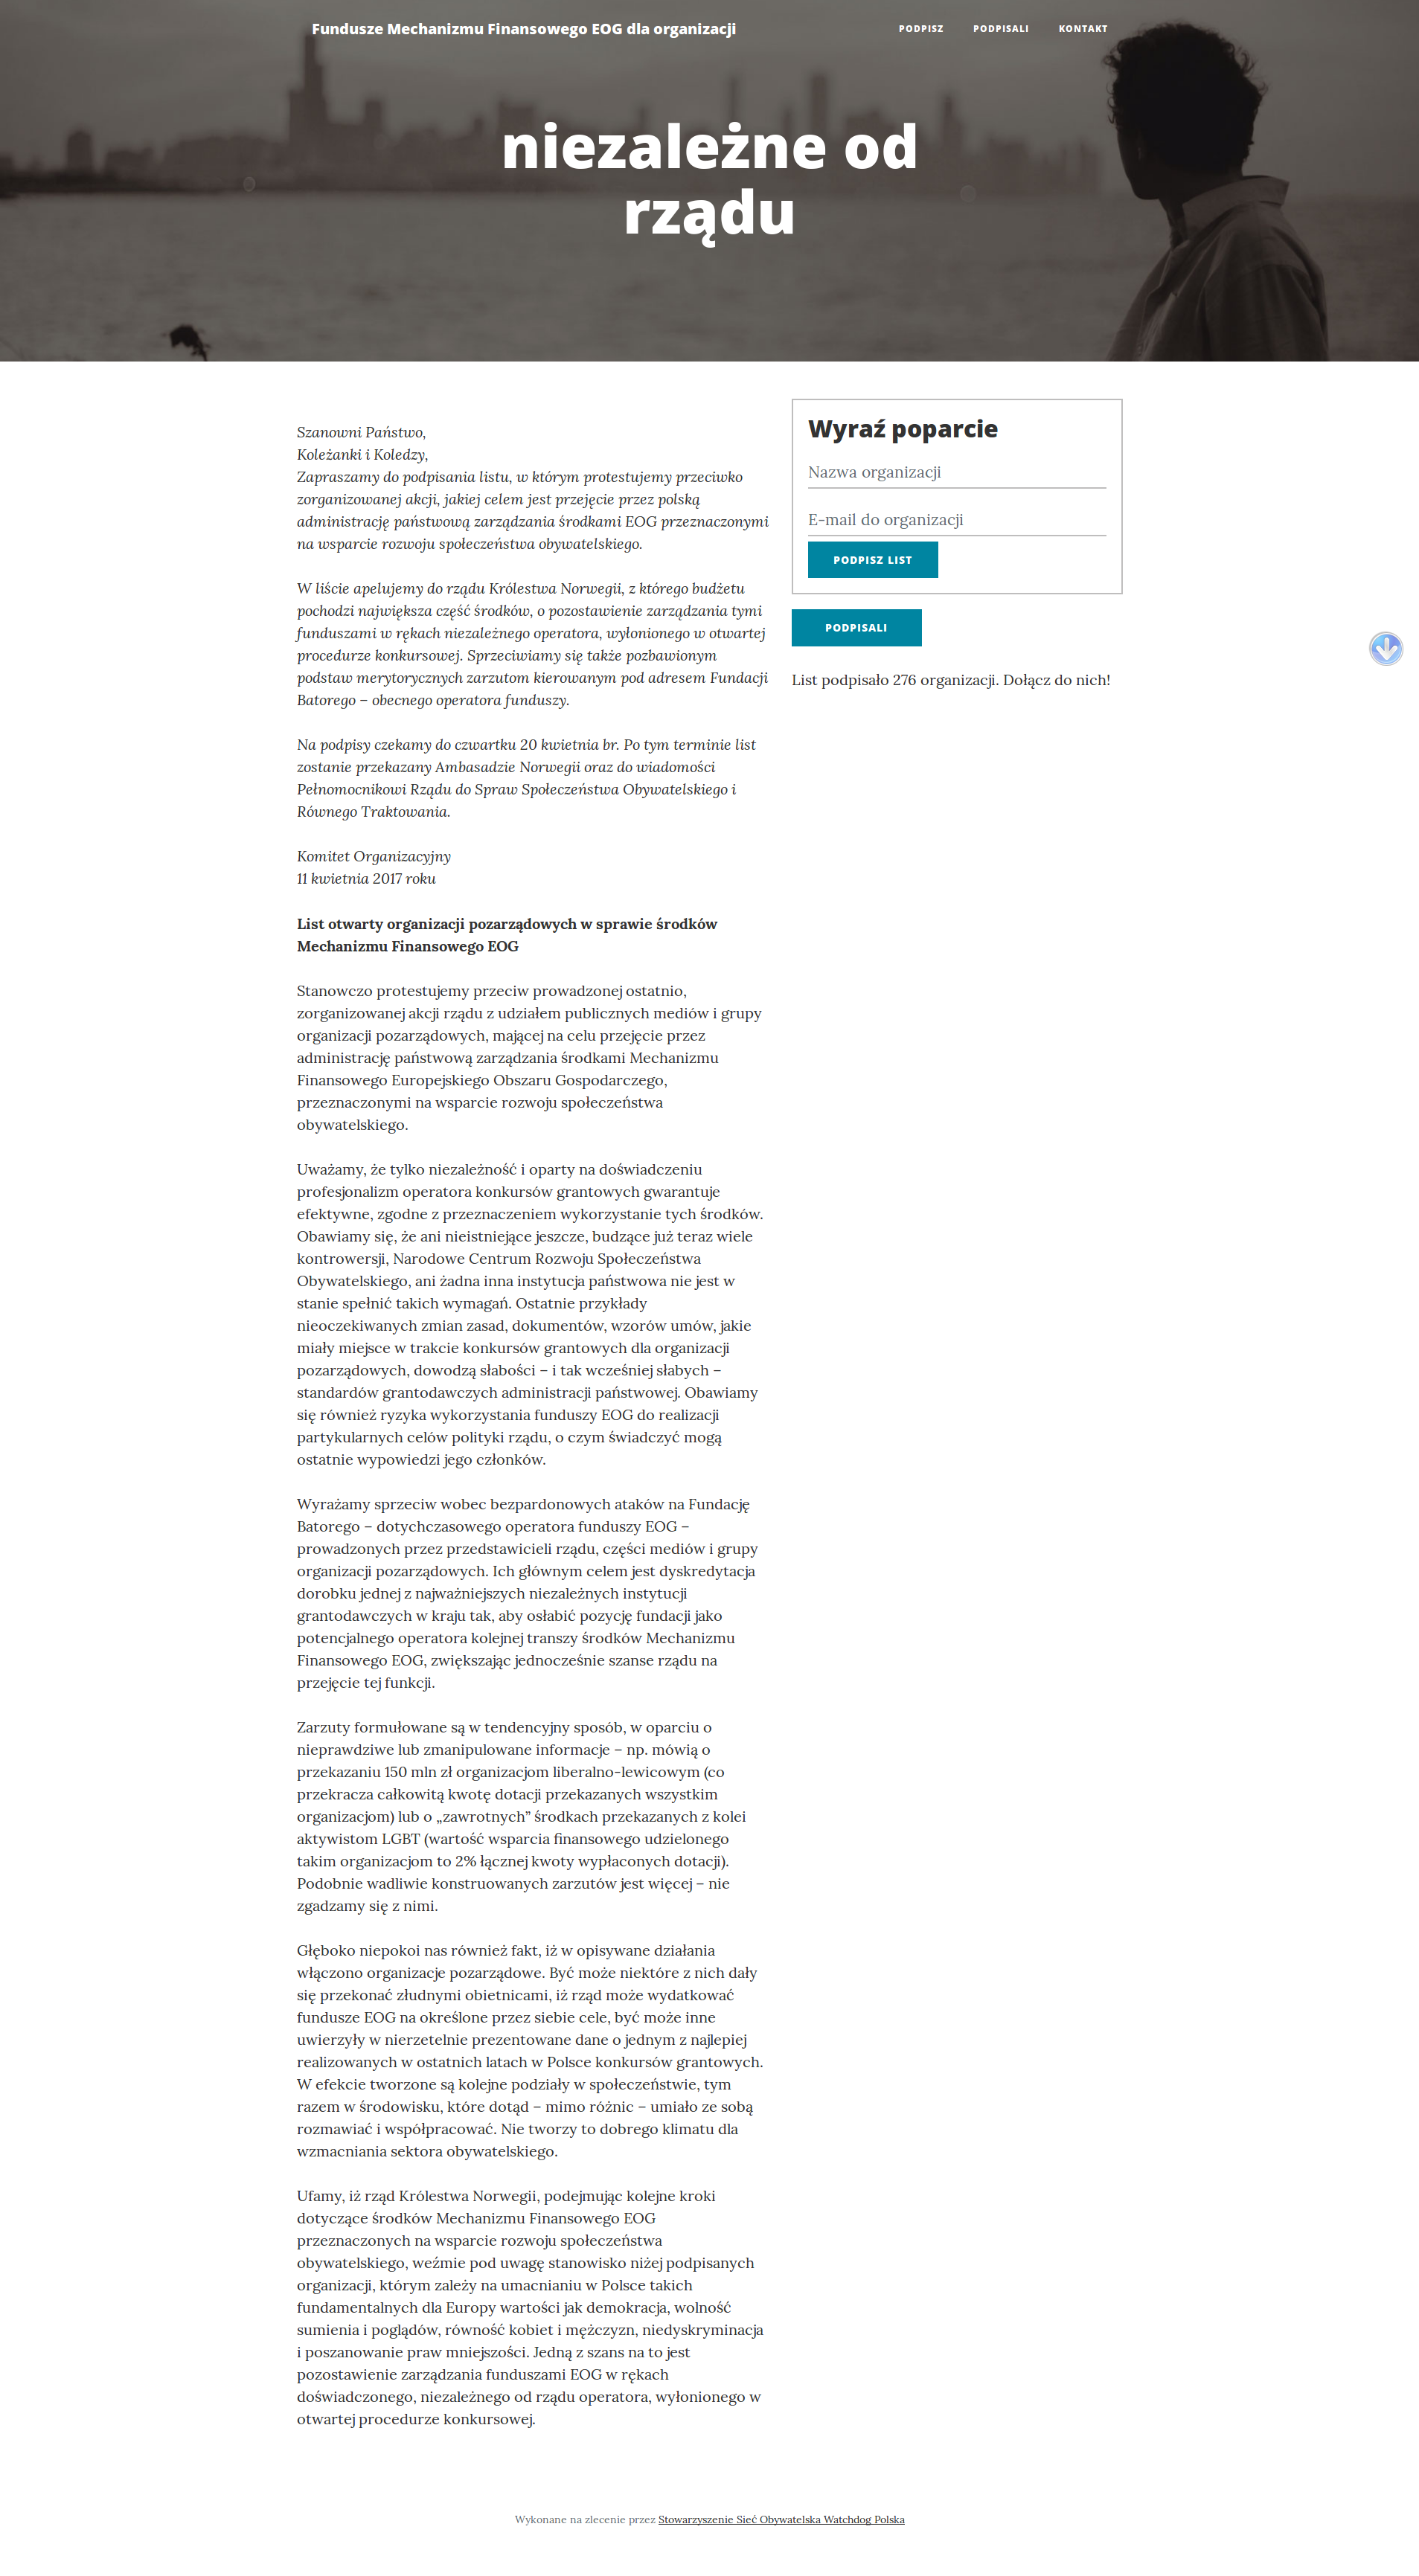 Fundusze Mechanizmu Finansowego EOG dla organizacji
PODPISZ
PODPISALI
KONTAKT
niezależne od
rządu
Szanowni Państwo,
Koleżanki i Koledzy,
Zapraszamy do podpisania listu, w którym protestujemy przeciwko
zorganizowanej akcji, jakiej celem jest przejęcie przez polską
administrację państwową zarządzania środkami EOG przeznaczonymi
na wsparcie rozwoju społeczeństwa obywatelskiego.
W liście apelujemy do rządu Królestwa Norwegii, z którego budżetu
pochodzi największa część środków, o pozostawienie zarządzania tymi
funduszami w rękach niezależnego operatora, wyłonionego w otwartej
procedurze konkursowej. Sprzeciwiamy się także pozbawionym
podstaw merytorycznych zarzutom kierowanym pod adresem Fundacji
Batorego – obecnego operatora funduszy.
Na podpisy czekamy do czwartku 20 kwietnia br. Po tym terminie list
zostanie przekazany Ambasadzie Norwegii oraz do wiadomości
Pełnomocnikowi Rządu do Spraw Społeczeństwa Obywatelskiego i
Równego Traktowania.
Komitet Organizacyjny
11 kwietnia 2017 roku
List otwarty organizacji pozarządowych w sprawie środków
Mechanizmu Finansowego EOG
Stanowczo protestujemy przeciw prowadzonej ostatnio,
zorganizowanej akcji rządu z udziałem publicznych mediów i grupy
organizacji pozarządowych, mającej na celu przejęcie przez
administrację państwową zarządzania środkami Mechanizmu
Finansowego Europejskiego Obszaru Gospodarczego,
przeznaczonymi na wsparcie rozwoju społeczeństwa
obywatelskiego.
Uważamy, że tylko niezależność i oparty na doświadczeniu
profesjonalizm operatora konkursów grantowych gwarantuje
efektywne, zgodne z przeznaczeniem wykorzystanie tych środków.
Obawiamy się, że ani nieistniejące jeszcze, budzące już teraz wiele
kontrowersji, Narodowe Centrum Rozwoju Społeczeństwa
Obywatelskiego, ani żadna inna instytucja państwowa nie jest w
stanie spełnić takich wymagań. Ostatnie przykłady
nieoczekiwanych zmian zasad, dokumentów, wzorów umów, jakie
miały miejsce w trakcie konkursów grantowych dla organizacji
pozarządowych, dowodzą słabości – i tak wcześniej słabych –
standardów grantodawczych administracji państwowej. Obawiamy
się również ryzyka wykorzystania funduszy EOG do realizacji
partykularnych celów polityki rządu, o czym świadczyć mogą
ostatnie wypowiedzi jego członków.
Wyrażamy sprzeciw wobec bezpardonowych ataków na Fundację
Batorego – dotychczasowego operatora funduszy EOG –
prowadzonych przez przedstawicieli rządu, części mediów i grupy
organizacji pozarządowych. Ich głównym celem jest dyskredytacja
dorobku jednej z najważniejszych niezależnych instytucji
grantodawczych w kraju tak, aby osłabić pozycję fundacji jako
potencjalnego operatora kolejnej transzy środków Mechanizmu
Finansowego EOG, zwiększając jednocześnie szanse rządu na
przejęcie tej funkcji.
Zarzuty formułowane są w tendencyjny sposób, w oparciu o
nieprawdziwe lub zmanipulowane informacje – np. mówią o
przekazaniu 150 mln zł organizacjom liberalno-lewicowym (co
przekracza całkowitą kwotę dotacji przekazanych wszystkim
organizacjom) lub o „zawrotnych” środkach przekazanych z kolei
aktywistom LGBT (wartość wsparcia finansowego udzielonego
takim organizacjom to 2% łącznej kwoty wypłaconych dotacji).
Podobnie wadliwie konstruowanych zarzutów jest więcej – nie
zgadzamy się z nimi.
Głęboko niepokoi nas również fakt, iż w opisywane działania
włączono organizacje pozarządowe. Być może niektóre z nich dały
się przekonać złudnymi obietnicami, iż rząd może wydatkować
fundusze EOG na określone przez siebie cele, być może inne
uwierzyły w nierzetelnie prezentowane dane o jednym z najlepiej
realizowanych w ostatnich latach w Polsce konkursów grantowych.
W efekcie tworzone są kolejne podziały w społeczeństwie, tym
razem w środowisku, które dotąd – mimo różnic – umiało ze sobą
rozmawiać i współpracować. Nie tworzy to dobrego klimatu dla
wzmacniania sektora obywatelskiego.
Ufamy, iż rząd Królestwa Norwegii, podejmując kolejne kroki
dotyczące środków Mechanizmu Finansowego EOG
przeznaczonych na wsparcie rozwoju społeczeństwa
obywatelskiego, weźmie pod uwagę stanowisko niżej podpisanych
organizacji, którym zależy na umacnianiu w Polsce takich
fundamentalnych dla Europy wartości jak demokracja, wolność
sumienia i poglądów, równość kobiet i mężczyzn, niedyskryminacja
i poszanowanie praw mniejszości. Jedną z szans na to jest
pozostawienie zarządzania funduszami EOG w rękach
doświadczonego, niezależnego od rządu operatora, wyłonionego w
otwartej procedurze konkursowej.
Wyraź poparcie
Nazwa organizacji
E-mail do organizacji
PODPISZ LIST
PODPISALI
List podpisało 276 organizacji. Dołącz do nich!
Wykonane na zlecenie przez Stowarzyszenie Sieć Obywatelska Watchdog Polska